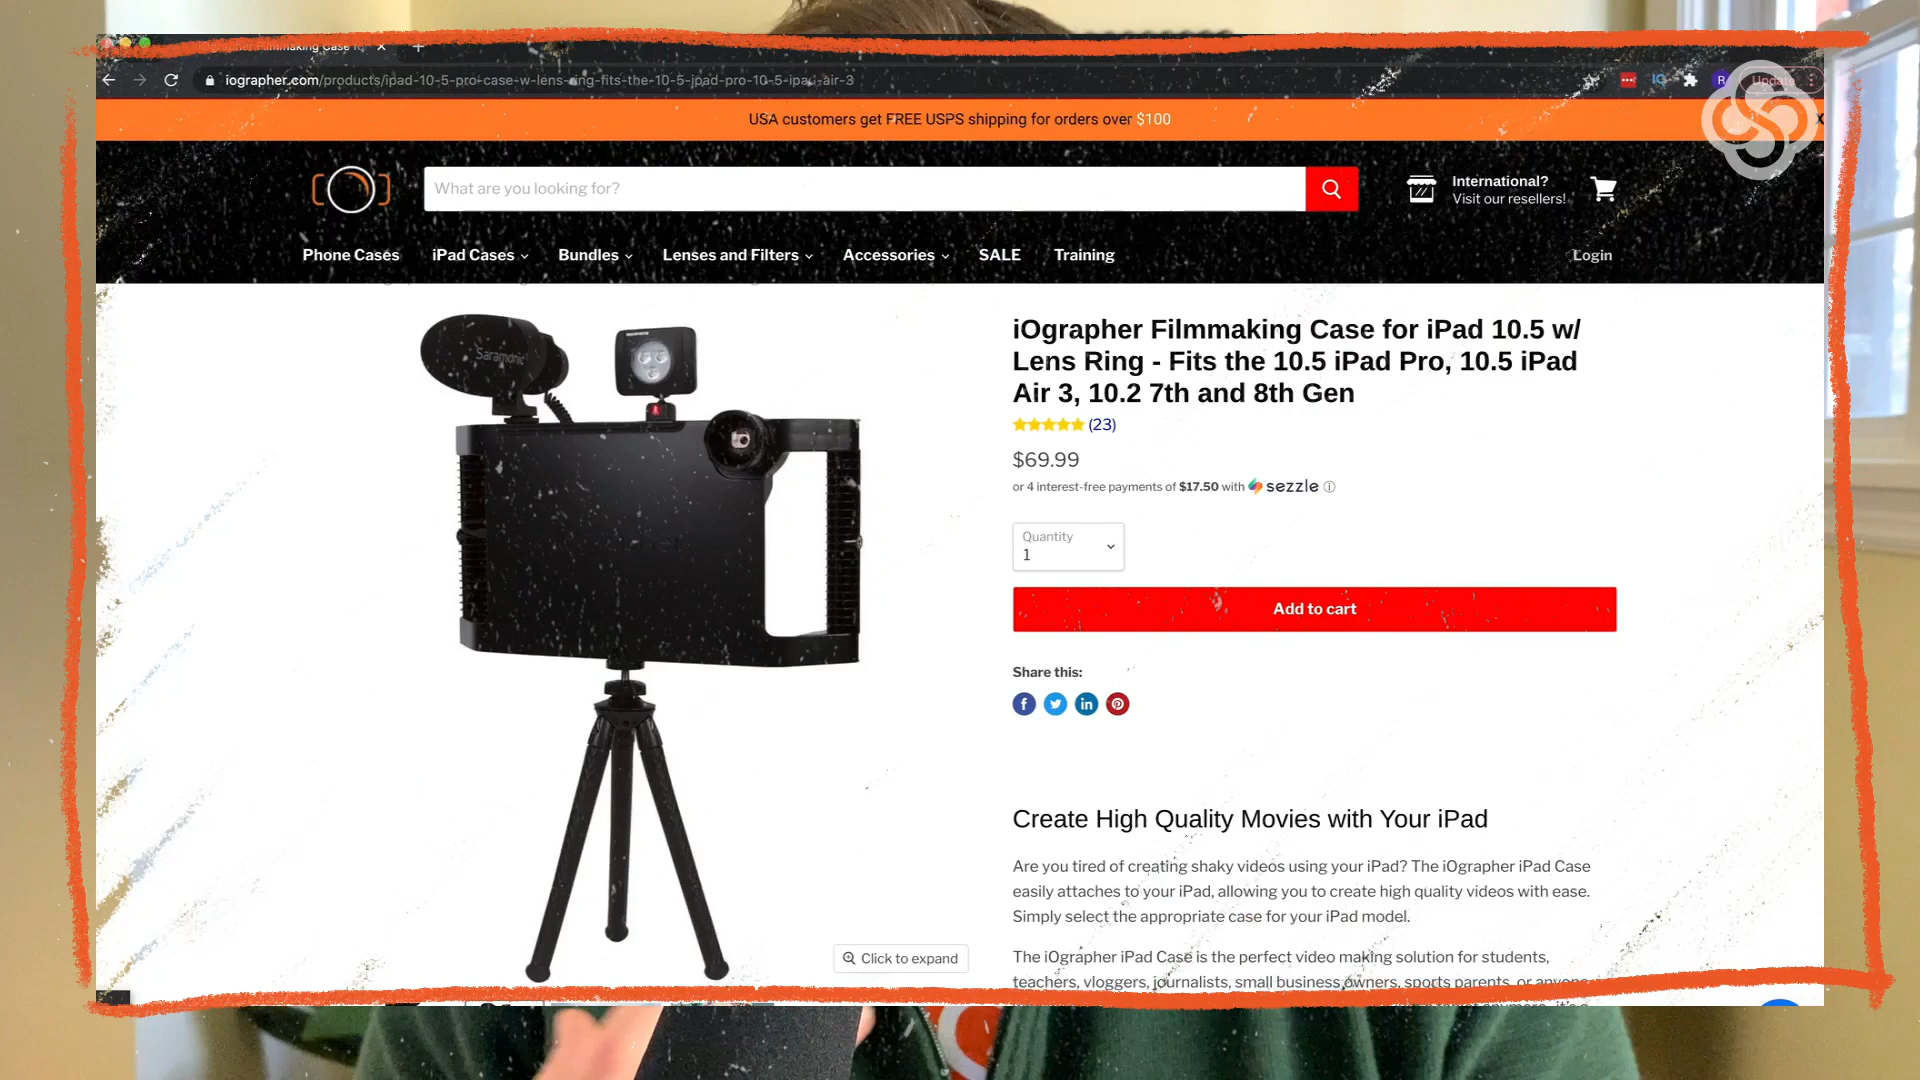 iographer.com/products/ipad-10-5-pro-case-w-lens-ring-fits-the-10-5-ipad-pro-10-5-ipad-air-3
R
Update
USA customers get FREE USPS shipping for orders over $100
What are you looking for?
International?
Visit our resellers!
Phone Cases iPad Cases Bundles Lenses and Filters Accessories SALE Training Login
Saramonic
iOgrapher Filmmaking Case for iPad 10.5 w/
Lens Ring - Fits the 10.5 iPad Pro, 10.5 iPad
Air 3, 10.2 7th and 8th Gen
(23)
$69.99
or 4 interest-free payments of $17.50 with sezzle
Quantity
1
Add to cart
Share this:
Create High Quality Movies with Your iPad
Are you tired of creating shaky videos using your iPad? The iOgrapher iPad Case
easily attaches to your iPad, allowing you to create high quality videos with ease.
Simply select the appropriate case for your iPad model.
The iOgrapher iPad Case is the perfect video making solution for students,
teachers, vloggers, journalists, small business owners, sports parents, or anyone
Click to expand